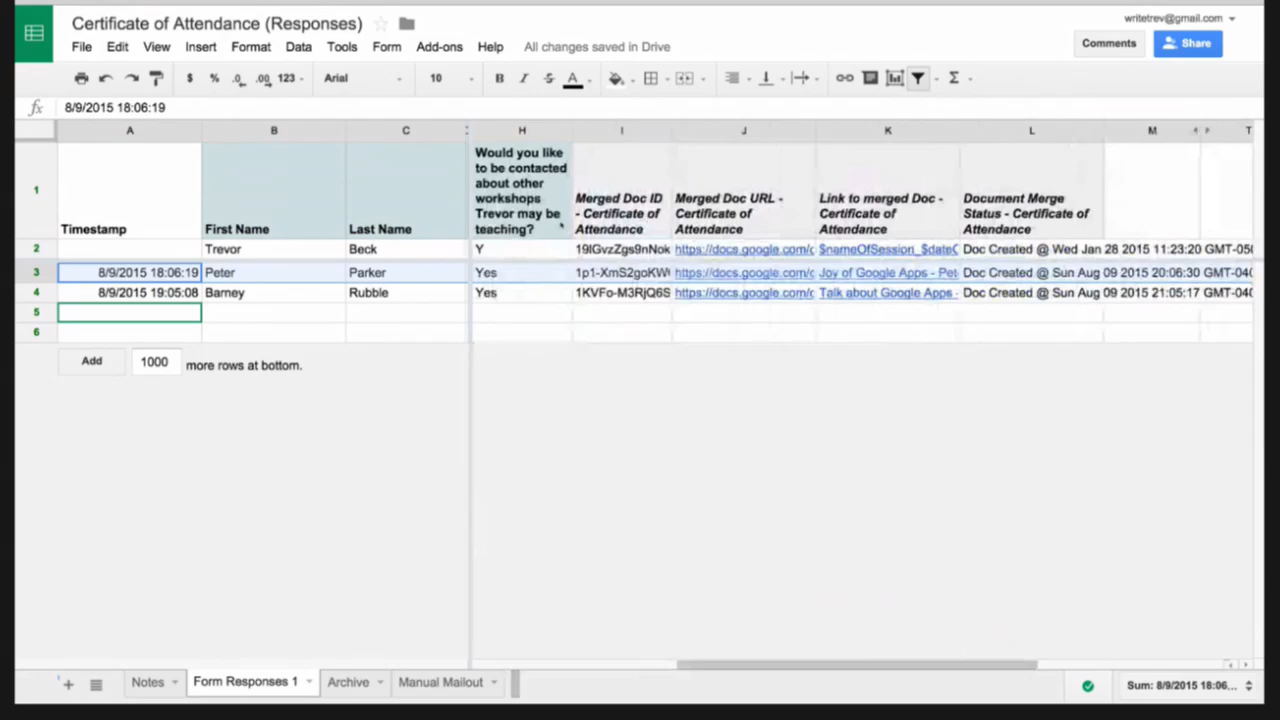 Certificate of Attendance (Responses)
writetrev@gmail.com
File Edit View Insert Format Data Tools Form Add-ons Help All changes saved in Drive
Comments Share
$ % .0 .00 123 Arial 10 B I S A Σ
fx 8/9/2015 18:06:19
A B C H I J K L M T
1 Timestamp First Name Last Name
Would you like
to be contacted
about other
workshops
Trevor may be
teaching?
Merged Doc ID
- Certificate of
Attendance
Merged Doc URL -
Certificate of
Attendance
Link to merged Doc -
Certificate of
Attendance
Document Merge
Status - Certificate of
Attendance
2 Trevor Beck Y 19lGvzZgs9nNok https://docs.google.com/c $nameOfSession_$date Doc Created @ Wed Jan 28 2015 11:23:20 GMT-050
3 8/9/2015 18:06:19 Peter Parker Yes 1p1-XmS2goKW https://docs.google.com/c Joy of Google Apps - Pet Doc Created @ Sun Aug 09 2015 20:06:30 GMT-040
4 8/9/2015 19:05:08 Barney Rubble Yes 1KVFo-M3RjQ6S https://docs.google.com/c Talk about Google Apps - Doc Created @ Sun Aug 09 2015 21:05:17 GMT-040
5
6
Add 1000 more rows at bottom.
+ Notes Form Responses 1 Archive Manual Mailout Sum: 8/9/2015 18:06...